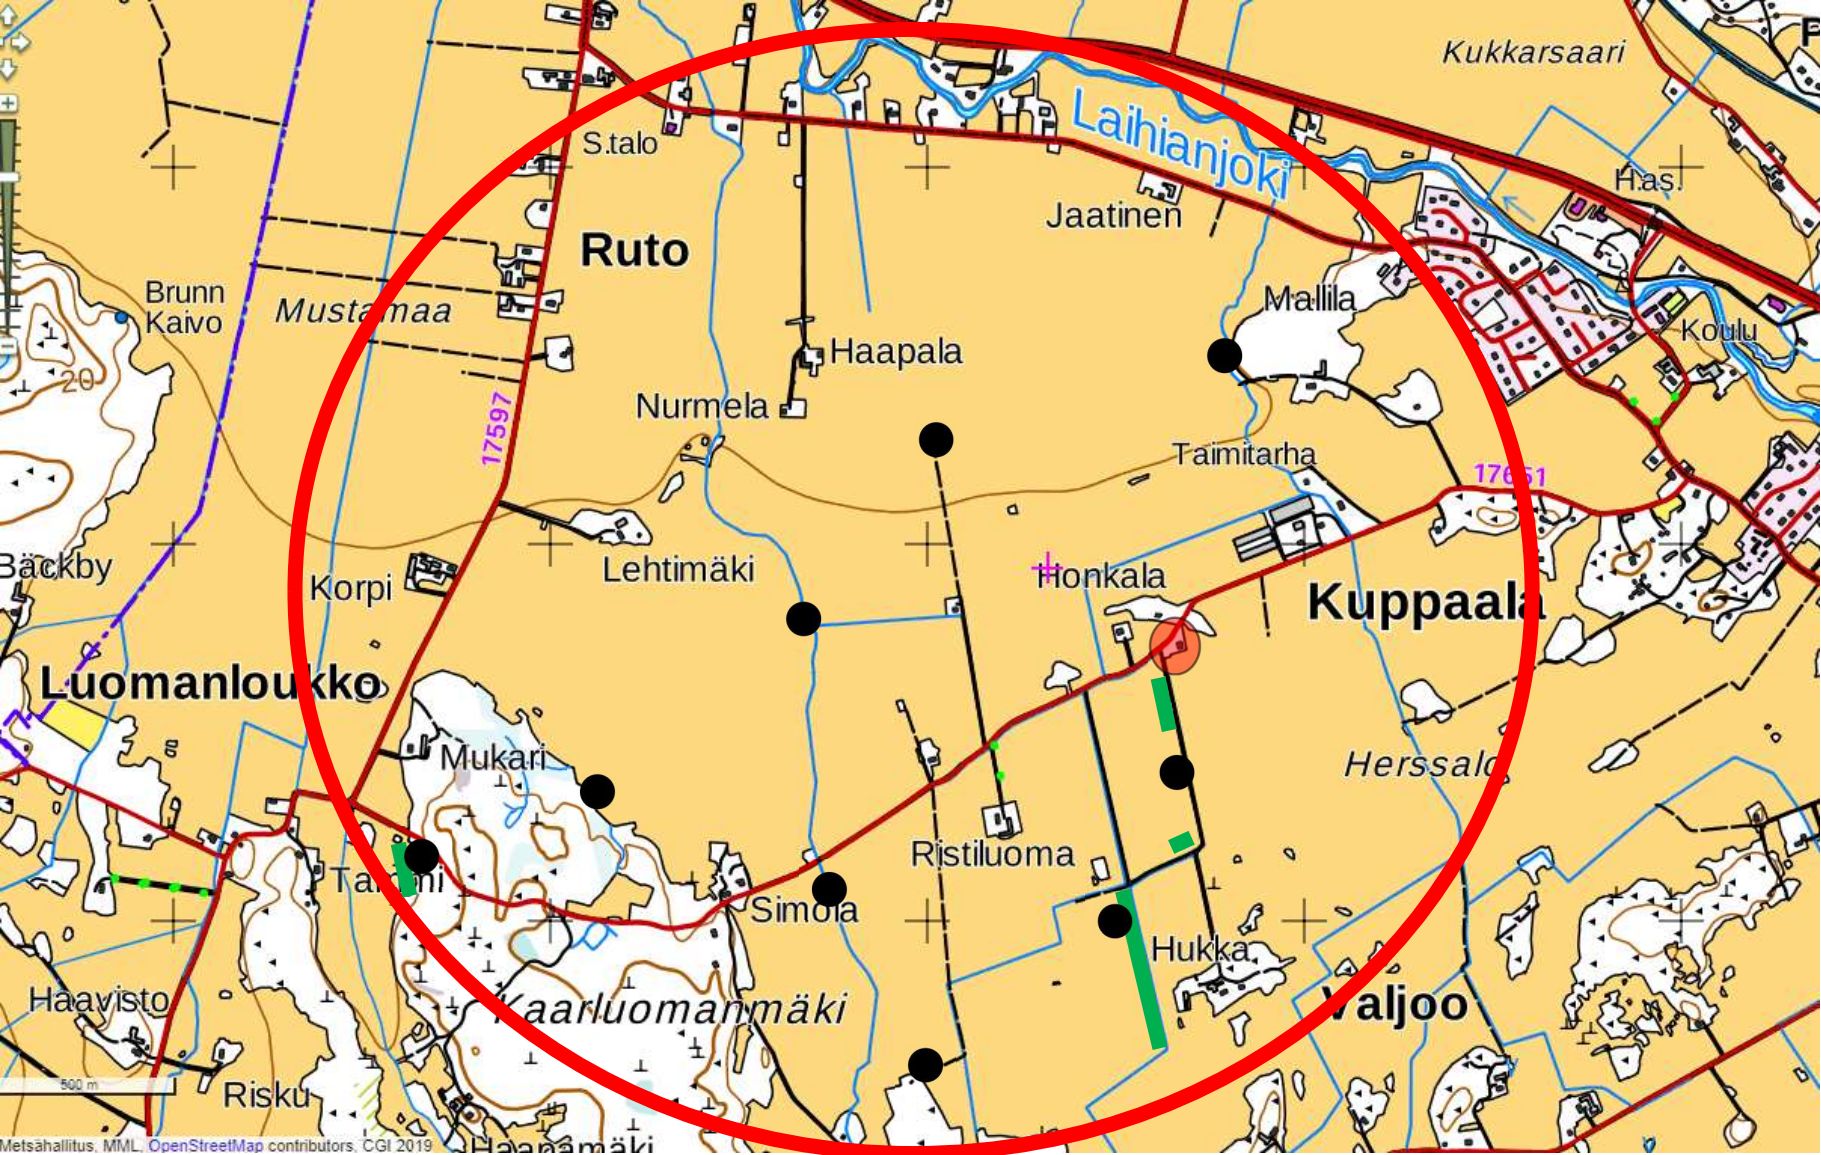 Kukkarsaari
Laihianjoki
S.talo
H.as.
Jaatinen
Ruto
Brunn
Kaivo
Mustamaa
Mallila
Koulu
Haapala
20
Nurmela
17597
Taimitarha
17651
Bäckby
Lehtimäki
Korpi
Honkala
Kuppaala
Luomanloukko
Mukari
Herssalo
Ristiluoma
Tammi
Simola
Hukka
Haavisto
Kaarluomanmäki
Valjoo
500 m
Risku
Metsähallitus, MML, OpenStreetMap contributors, CGI 2019
Haapamäki